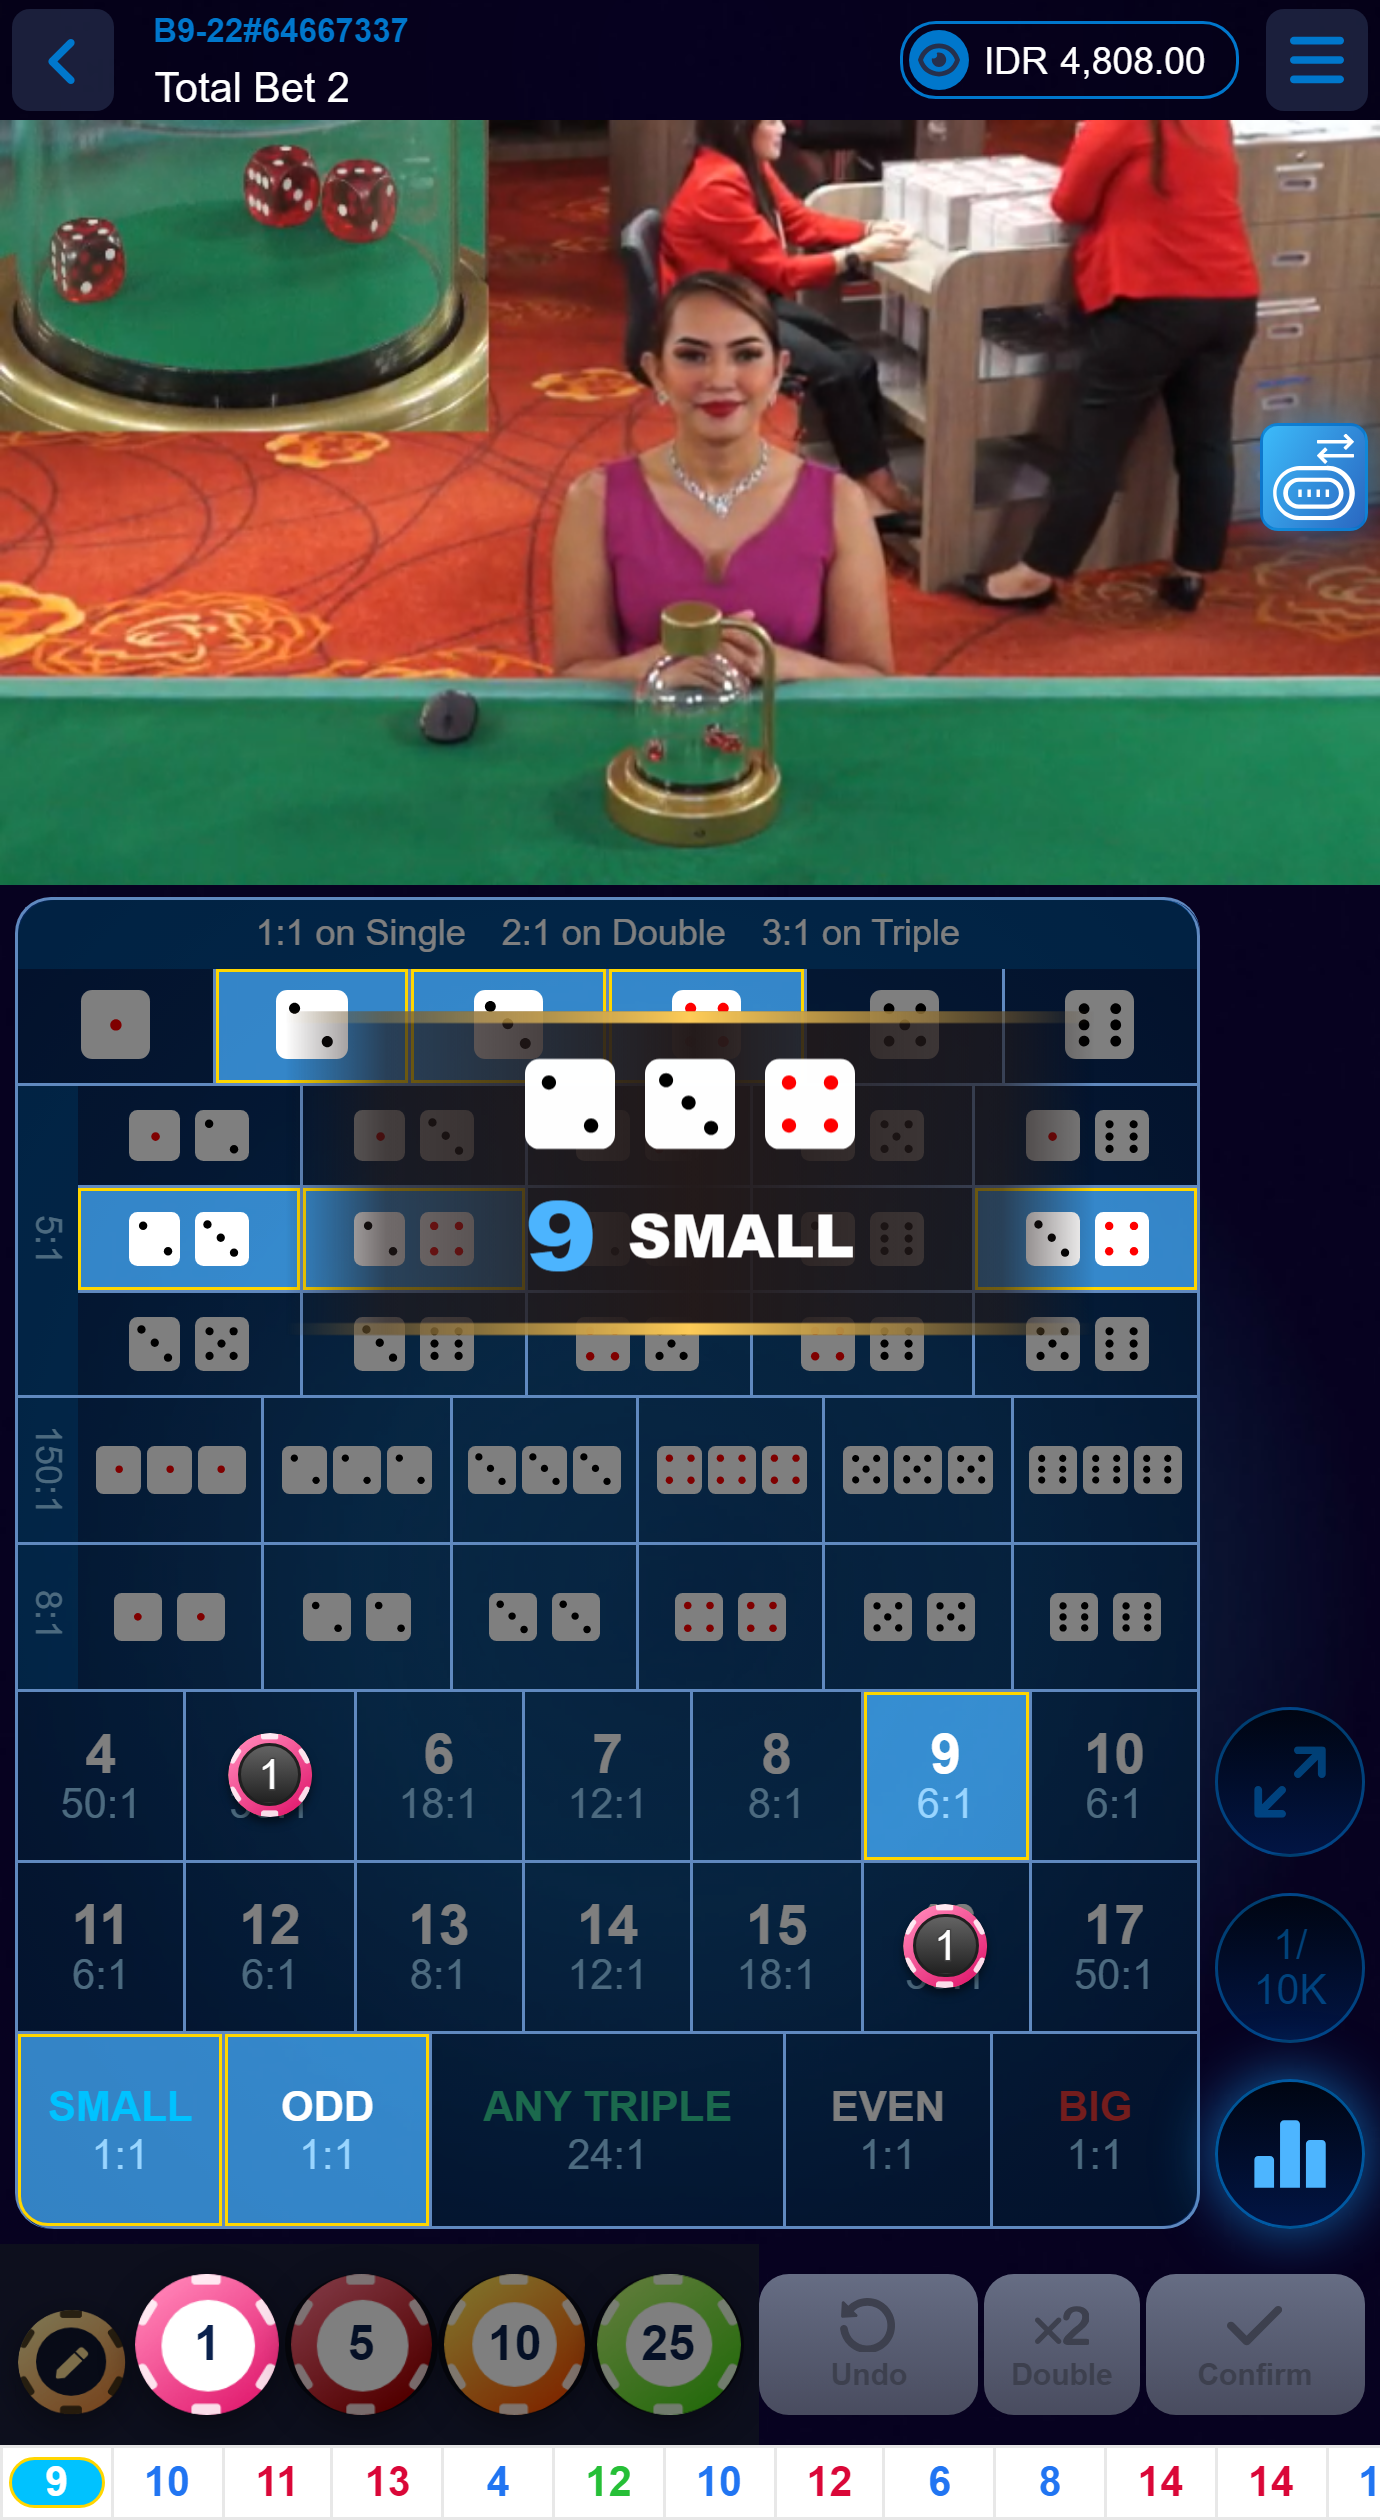 B9-22#64667337
Total Bet 2
IDR 4,808.00
1:1 on Single 2:1 on Double 3:1 on Triple
9 SMALL
5:1
150:1
8:1
4 1 6 7 8 9 10
50:1 18:1 12:1 8:1 6:1 6:1
11 12 13 14 15 1 17
6:1 6:1 8:1 12:1 18:1 50:1
SMALL ODD ANY TRIPLE EVEN BIG
1:1 1:1 24:1 1:1 1:1
1/
10K
1 5 10 25
x2
Undo Double Confirm
9 10 11 13 4 12 10 12 6 8 14 14